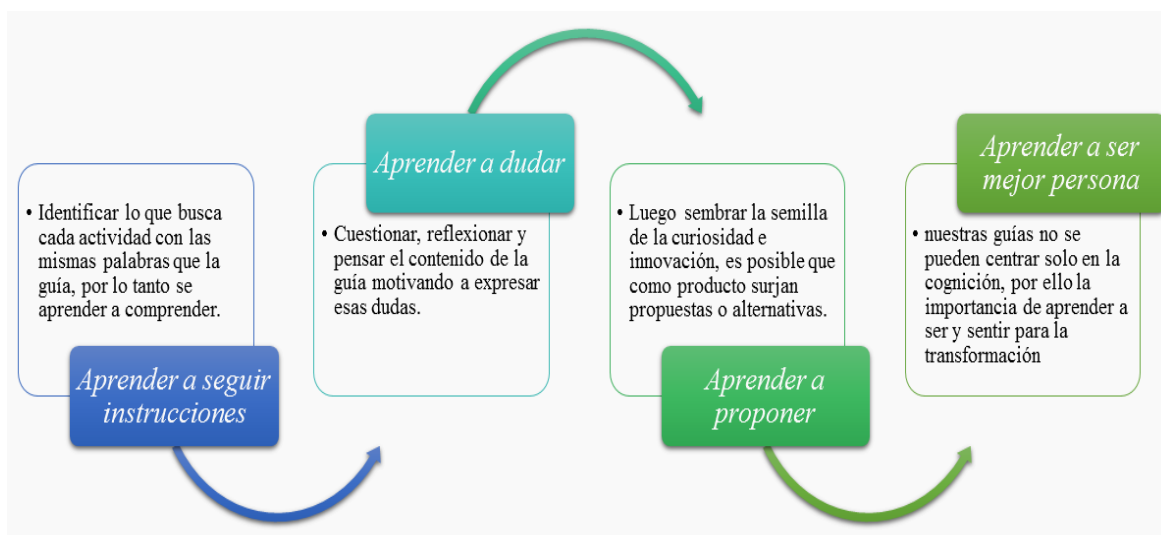 • Identificar lo que busca
cada actividad con las
mismas palabras que la
guía, por lo tanto se
aprender a comprender.
Aprender a seguir
instrucciones
Aprender a dudar
• Cuestionar, reflexionar y
pensar el contenido de la
guía motivando a expresar
esas dudas.
• Luego sembrar la semilla
de la curiosidad e
innovación, es posible que
como producto surjan
propuestas o alternativas.
Aprender a
proponer
Aprender a ser
mejor persona
• nuestras guías no se
pueden centrar solo en la
cognición, por ello la
importancia de aprender a
ser y sentir para la
transformación